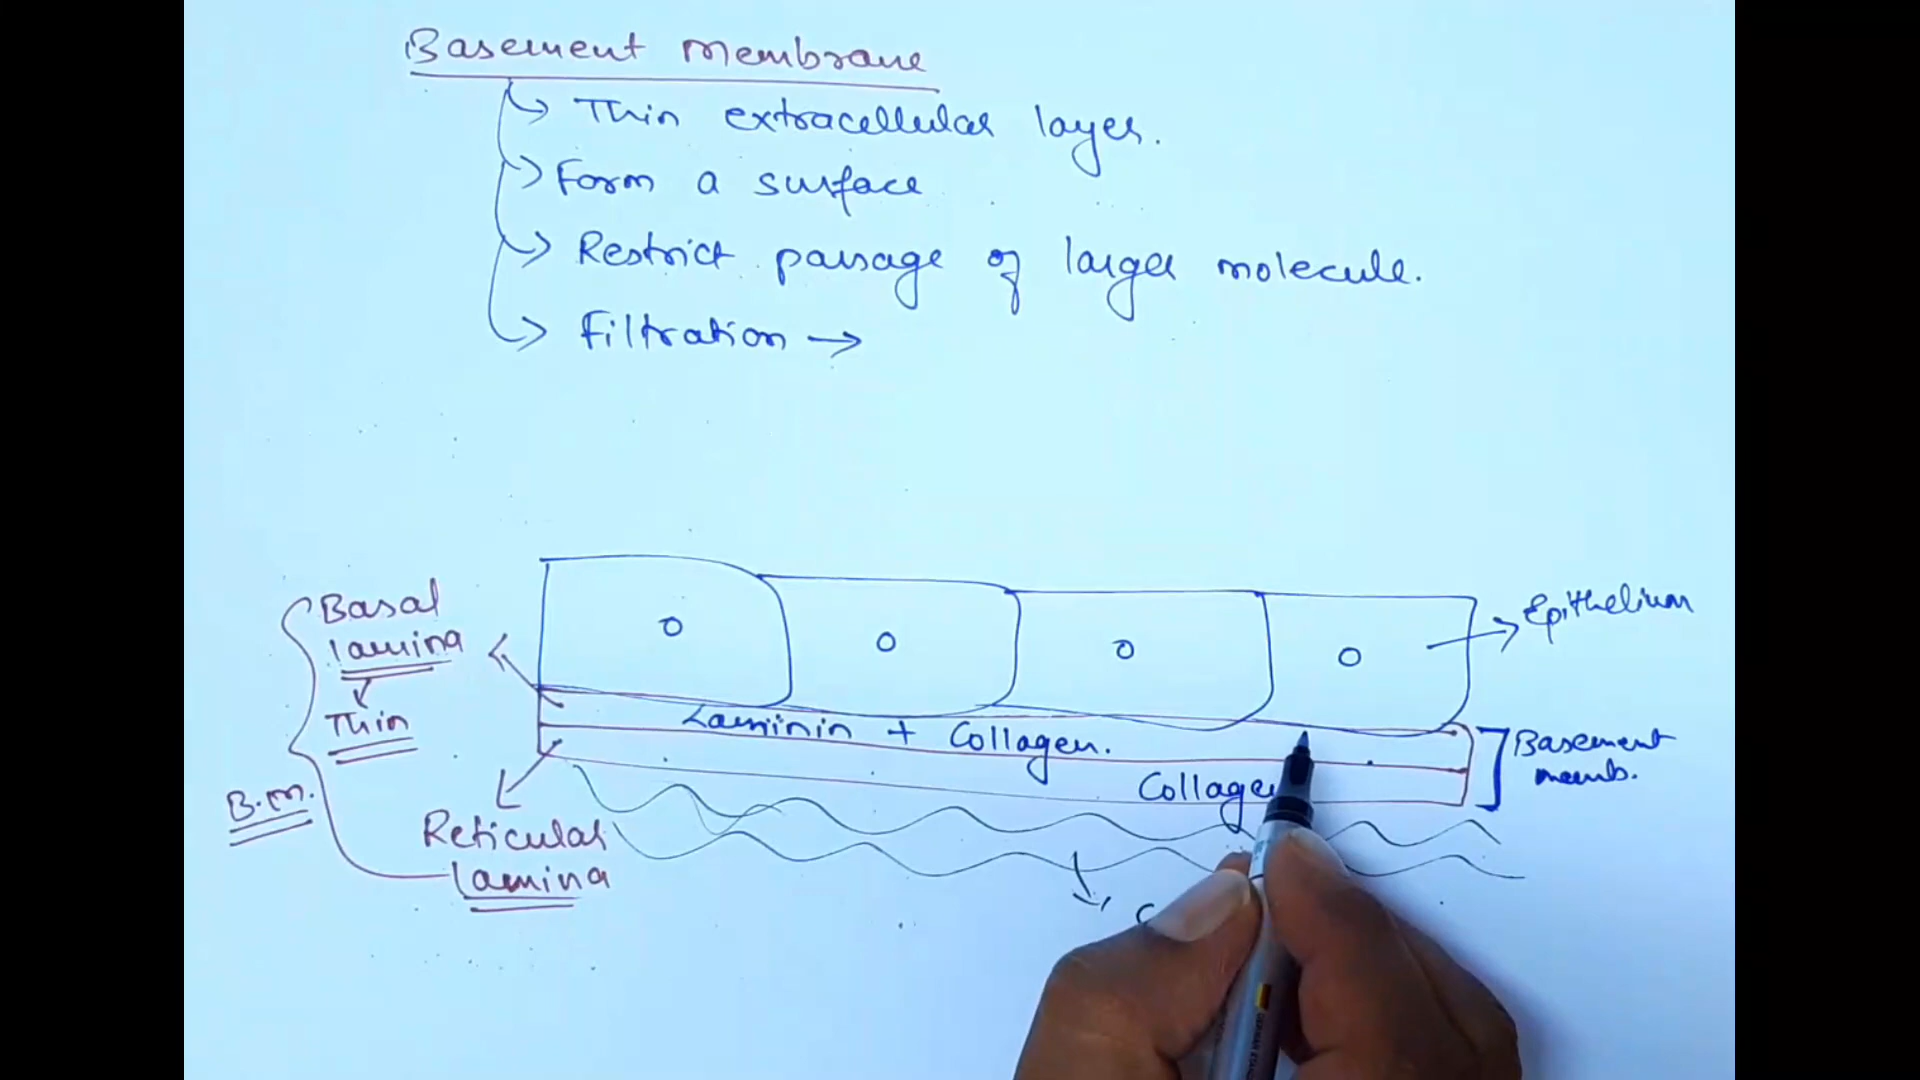 Basement membrane
Thin extracellular layer.
Form a surface
Restrict passage of larger molecule.
Filtration →
Basal
lamina
Thin
B.M.
Reticular
lamina
Epithelium
Laminin + Collagen.
Collagen
Basement
memb.